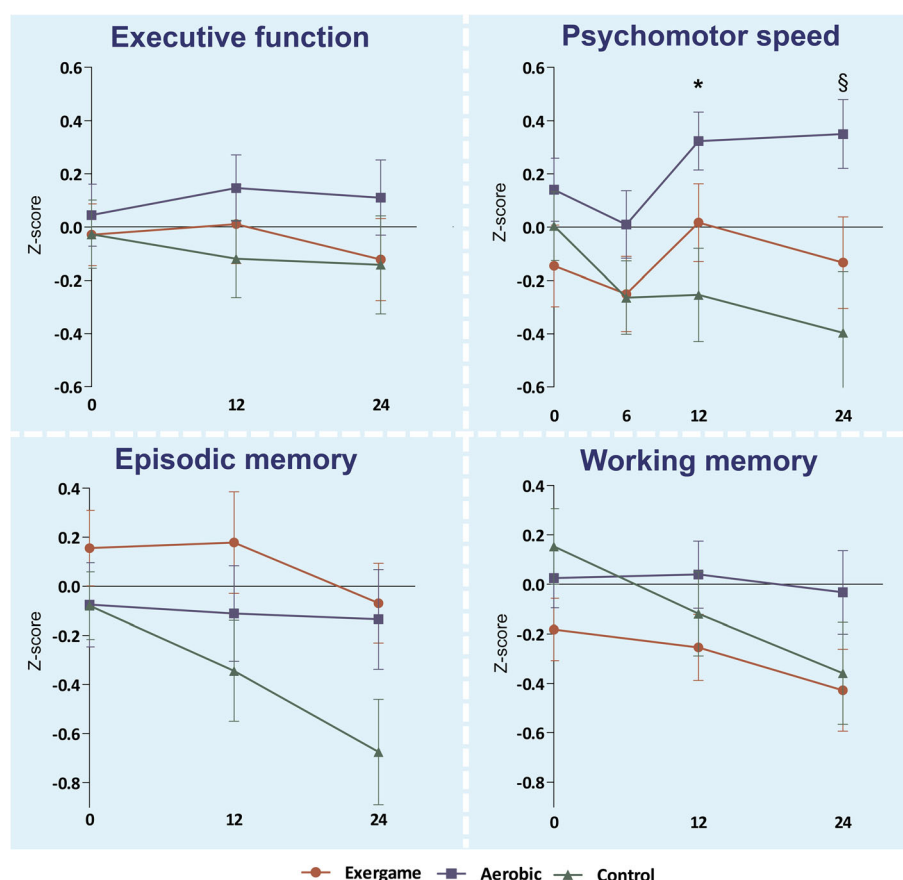 Executive function
0.6
0.4
0.2
0.0
-0.2
-0.4
-0.6
Z-score
0 12 24
Psychomotor speed
* §
0.6
0.4
0.2
0.0
-0.2
-0.4
-0.6
Z-score
0 6 12 24
Episodic memory
0.4
0.2
0.0
-0.2
-0.4
-0.6
-0.8
Z-score
0 12 24
Working memory
0.4
0.2
0.0
-0.2
-0.4
-0.6
-0.8
Z-score
0 12 24
Exergame Aerobic Control